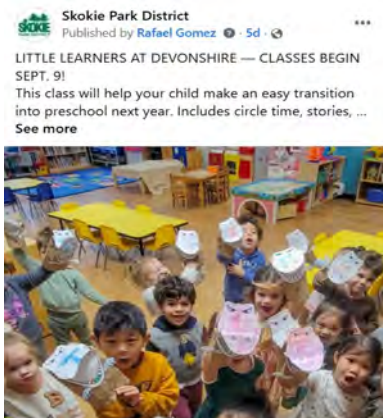 SKOKIE
Skokie Park District
Published by Rafael Gomez · 5d ·
LITTLE LEARNERS AT DEVONSHIRE — CLASSES BEGIN
SEPT. 9!
This class will help your child make an easy transition
into preschool next year. Includes circle time, stories, ...
See more